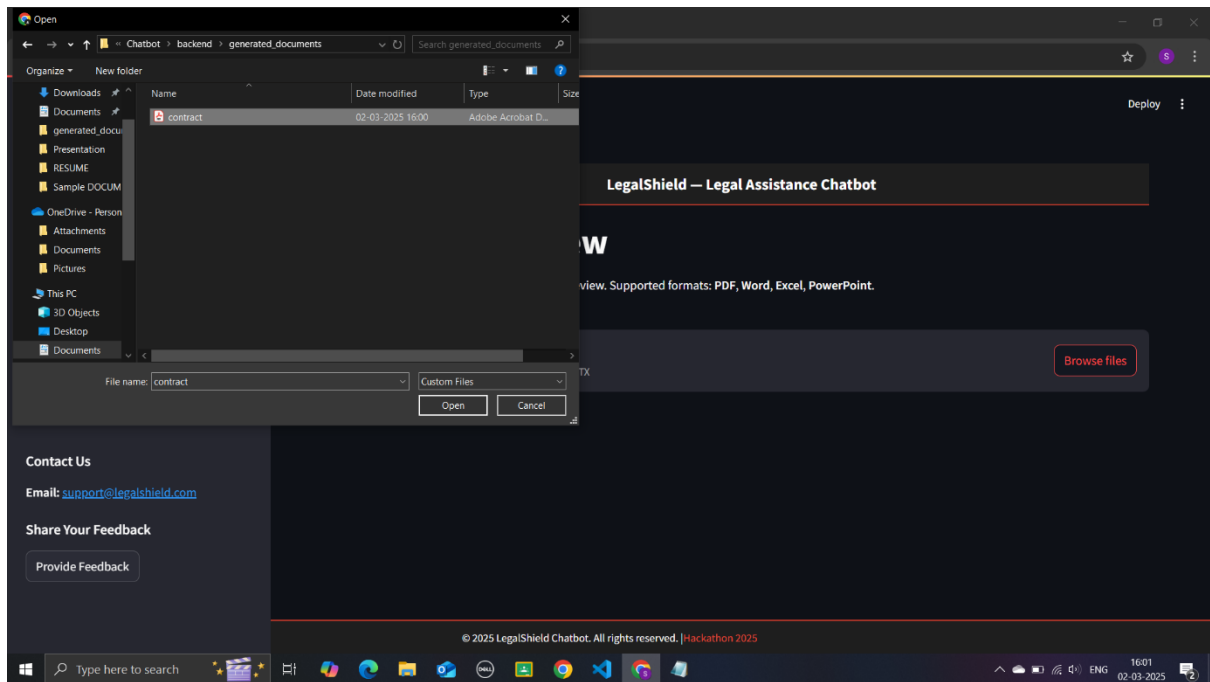 Open
Chatbot > backend > generated_documents
Search generated_documents
Organize
New folder
Downloads
Documents
generated_docu
Presentation
RESUME
Sample DOCUM
OneDrive - Person
Attachments
Documents
Pictures
This PC
3D Objects
Desktop
Documents
Name
Date modified
Type
Size
contract
02-03-2025 16:00
Adobe Acrobat D...
File name: contract
Custom Files
Open
Cancel
S
Deploy
LegalShield — Legal Assistance Chatbot
ew
view. Supported formats: PDF, Word, Excel, PowerPoint.
TX
Browse files
Contact Us
Email: support@legalshield.com
Share Your Feedback
Provide Feedback
© 2025 LegalShield Chatbot. All rights reserved. |Hackathon 2025
Type here to search
DELL
ENG
16:01
02-03-2025
2